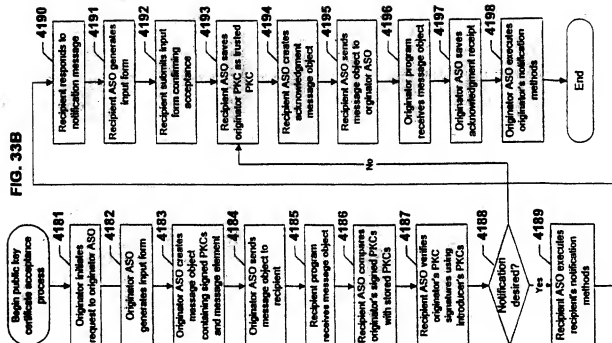 FIG. 33B
Begin public key
certificate acceptance
process
4181
Originator initiates
request to originator ASO
4182
Originator ASO
generates input form
4183
Originator ASO creates
message object
containing signed PKCs
and message element
4184
Originator ASO sends
message object to
recipient
4185
Recipient program
receives message object
4186
Recipient ASO compares
originator's signed PKCs
with stored PKCs
4187
Recipient ASO verifies
originator's PKC
signatures using
introducer's PKCs
4188
Notification
desired?
No
Yes
4189
Recipient ASO executes
recipient's notification
methods
4190
Recipient responds to
notification message
4191
Recipient ASO generates
input form
4192
Recipient submits input
form confirming
acceptance
4193
Recipient ASO saves
originator PKC as trusted
PKC
4194
Recipient ASO creates
acknowledgment
message object
4195
Recipient ASO sends
message object to
orginator ASO
4196
Originator program
receives message object
4197
Originator ASO saves
acknowledgment receipt
4198
Originator ASO executes
originator's notification
methods
End